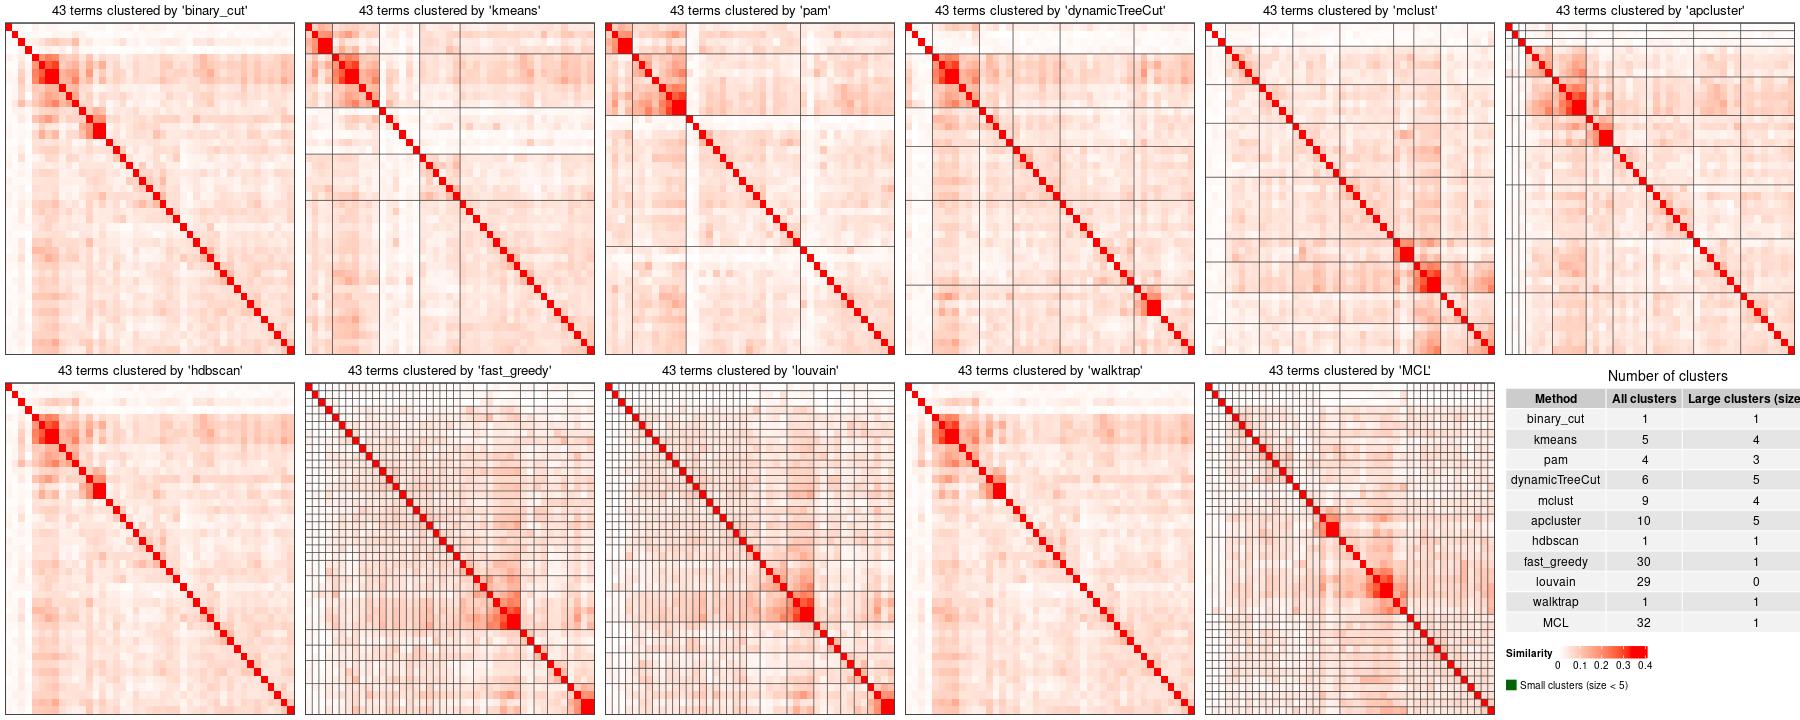 43 terms clustered by 'binary_cut'
43 terms clustered by 'kmeans'
43 terms clustered by 'pam'
43 terms clustered by 'dynamicTreeCut'
43 terms clustered by 'mclust'
43 terms clustered by 'apcluster'
43 terms clustered by 'hdbscan'
43 terms clustered by 'fast_greedy'
43 terms clustered by 'louvain'
43 terms clustered by 'walktrap'
43 terms clustered by 'MCL'
Number of clusters
Method All clusters Large clusters (size
binary_cut 1 1
kmeans 5 4
pam 4 3
dynamicTreeCut 6 5
mclust 9 4
apcluster 10 5
hdbscan 1 1
fast_greedy 30 1
louvain 29 0
walktrap 1 1
MCL 32 1
Similarity
0 0.1 0.2 0.3 0.4
Small clusters (size < 5)